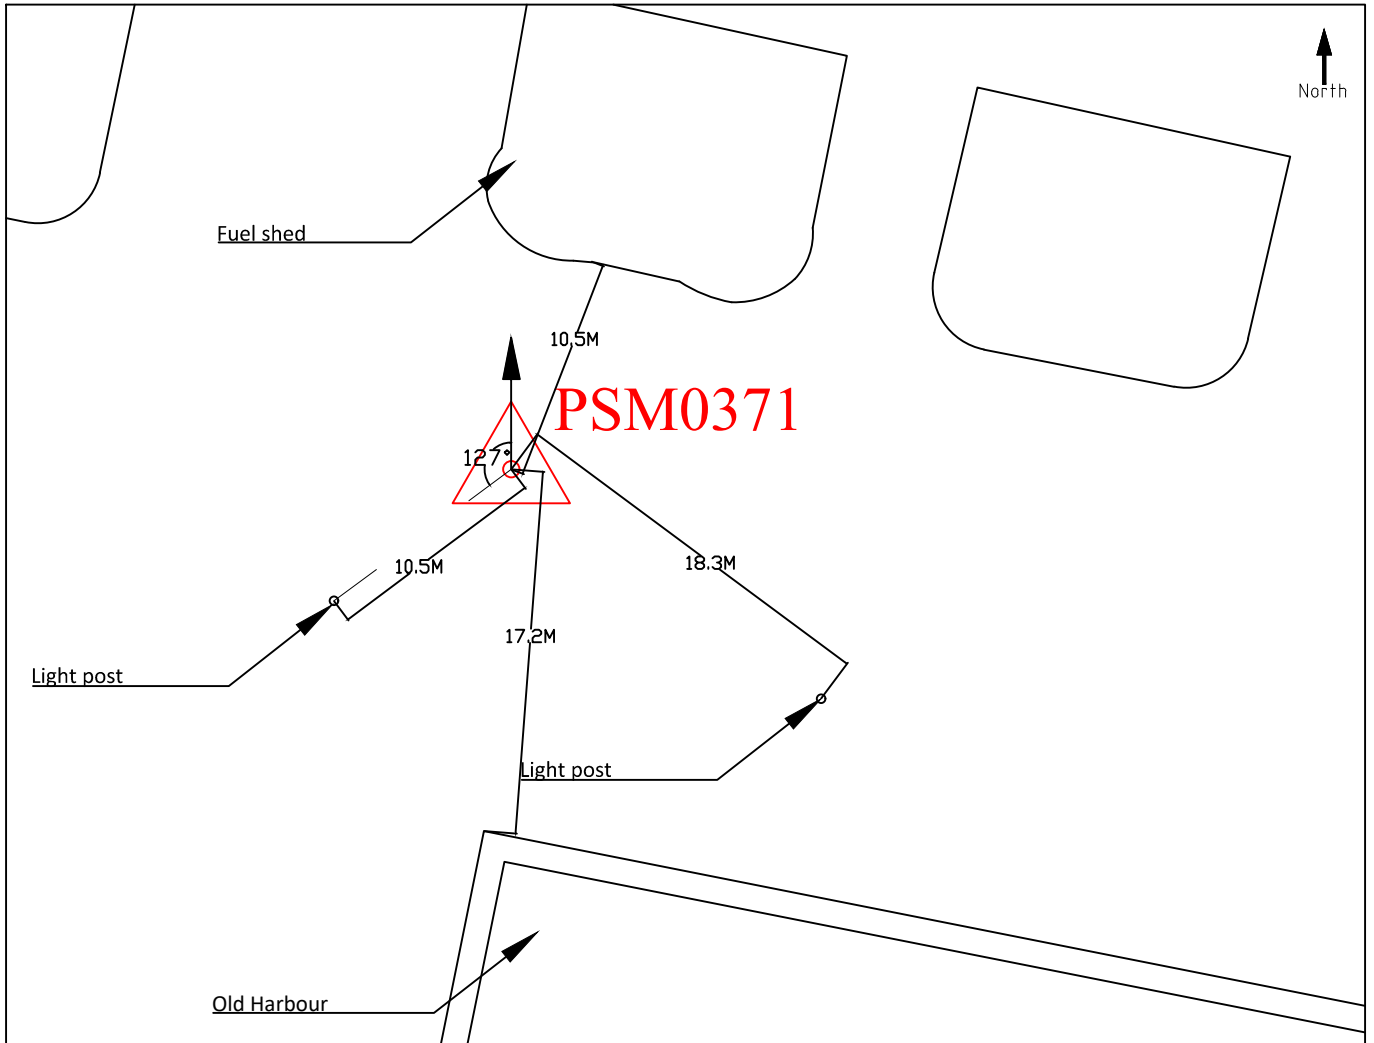 North
Fuel shed
10.5M
PSM0371
127°
10.5M
18.3M
17.2M
Light post
Light post
Old Harbour